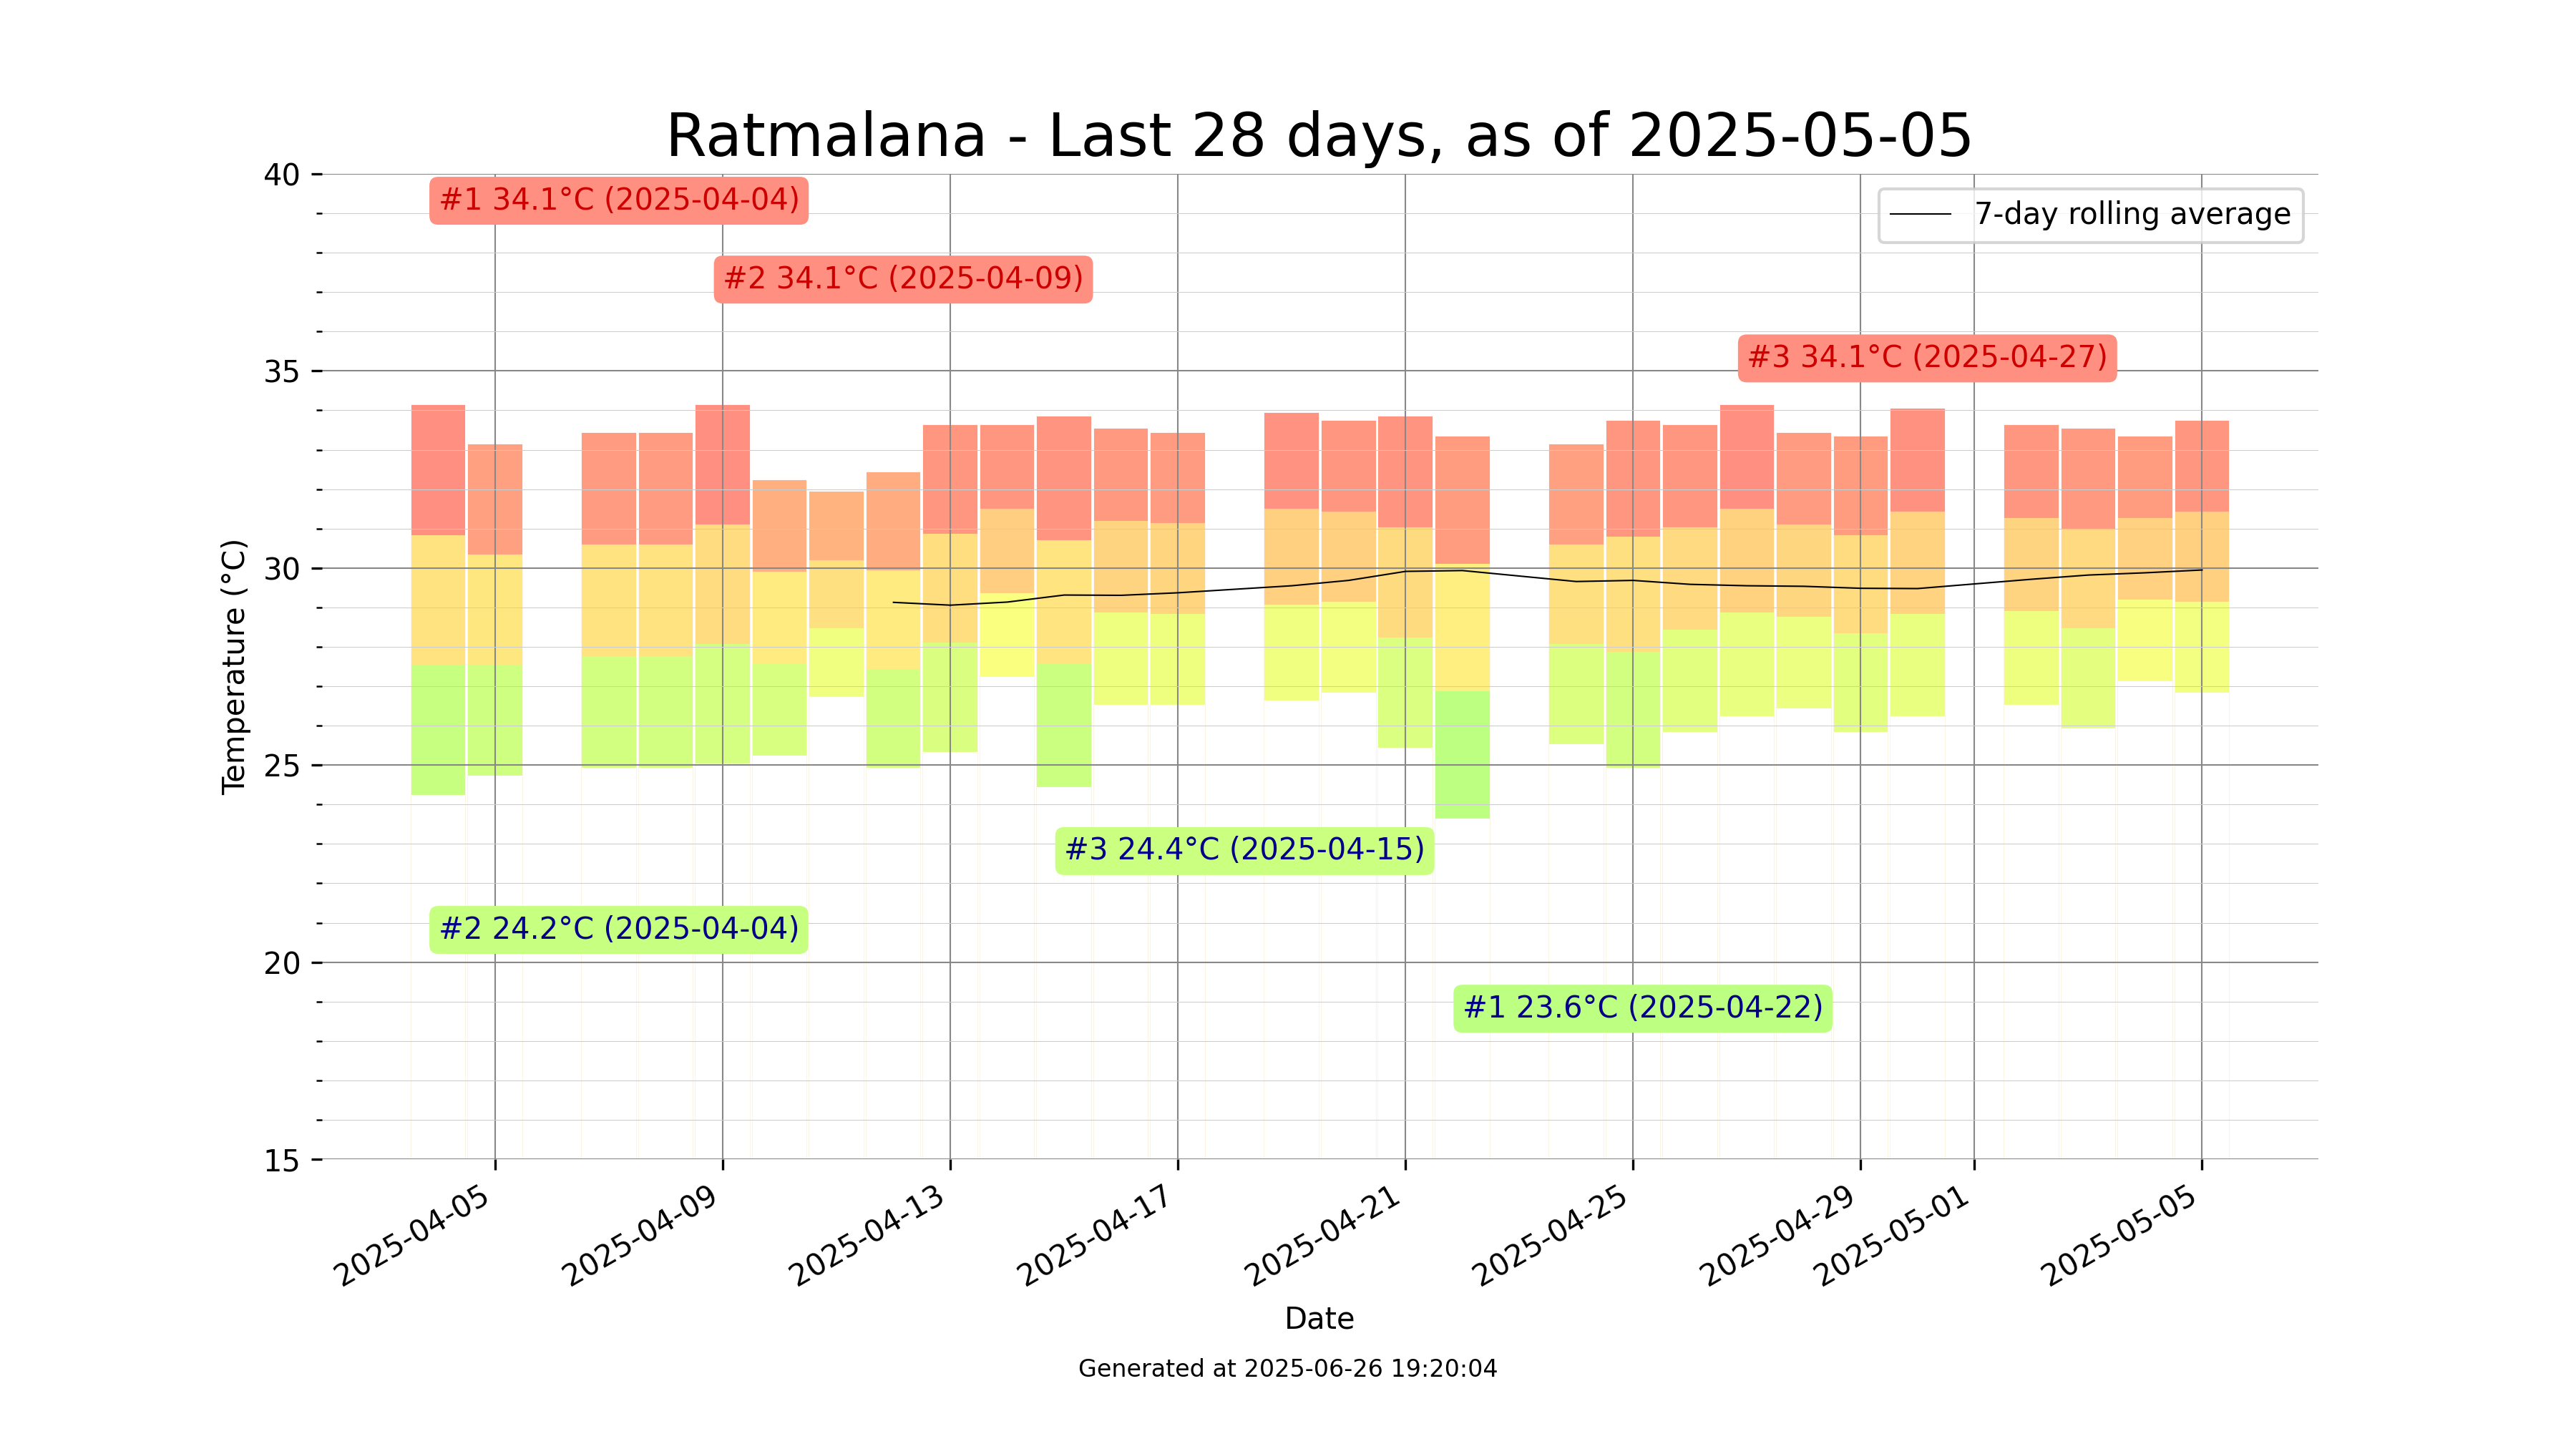 Ratmalana - Last 28 days, as of 2025-05-05
7-day rolling average
#1 34.1°C (2025-04-04)
#2 34.1°C (2025-04-09)
#3 34.1°C (2025-04-27)
#3 24.4°C (2025-04-15)
#2 24.2°C (2025-04-04)
#1 23.6°C (2025-04-22)
Temperature (°C)
40
35
30
25
20
15
2025-04-05
2025-04-09
2025-04-13
2025-04-17
2025-04-21
2025-04-25
2025-04-29
2025-05-01
2025-05-05
Date
Generated at 2025-06-26 19:20:04